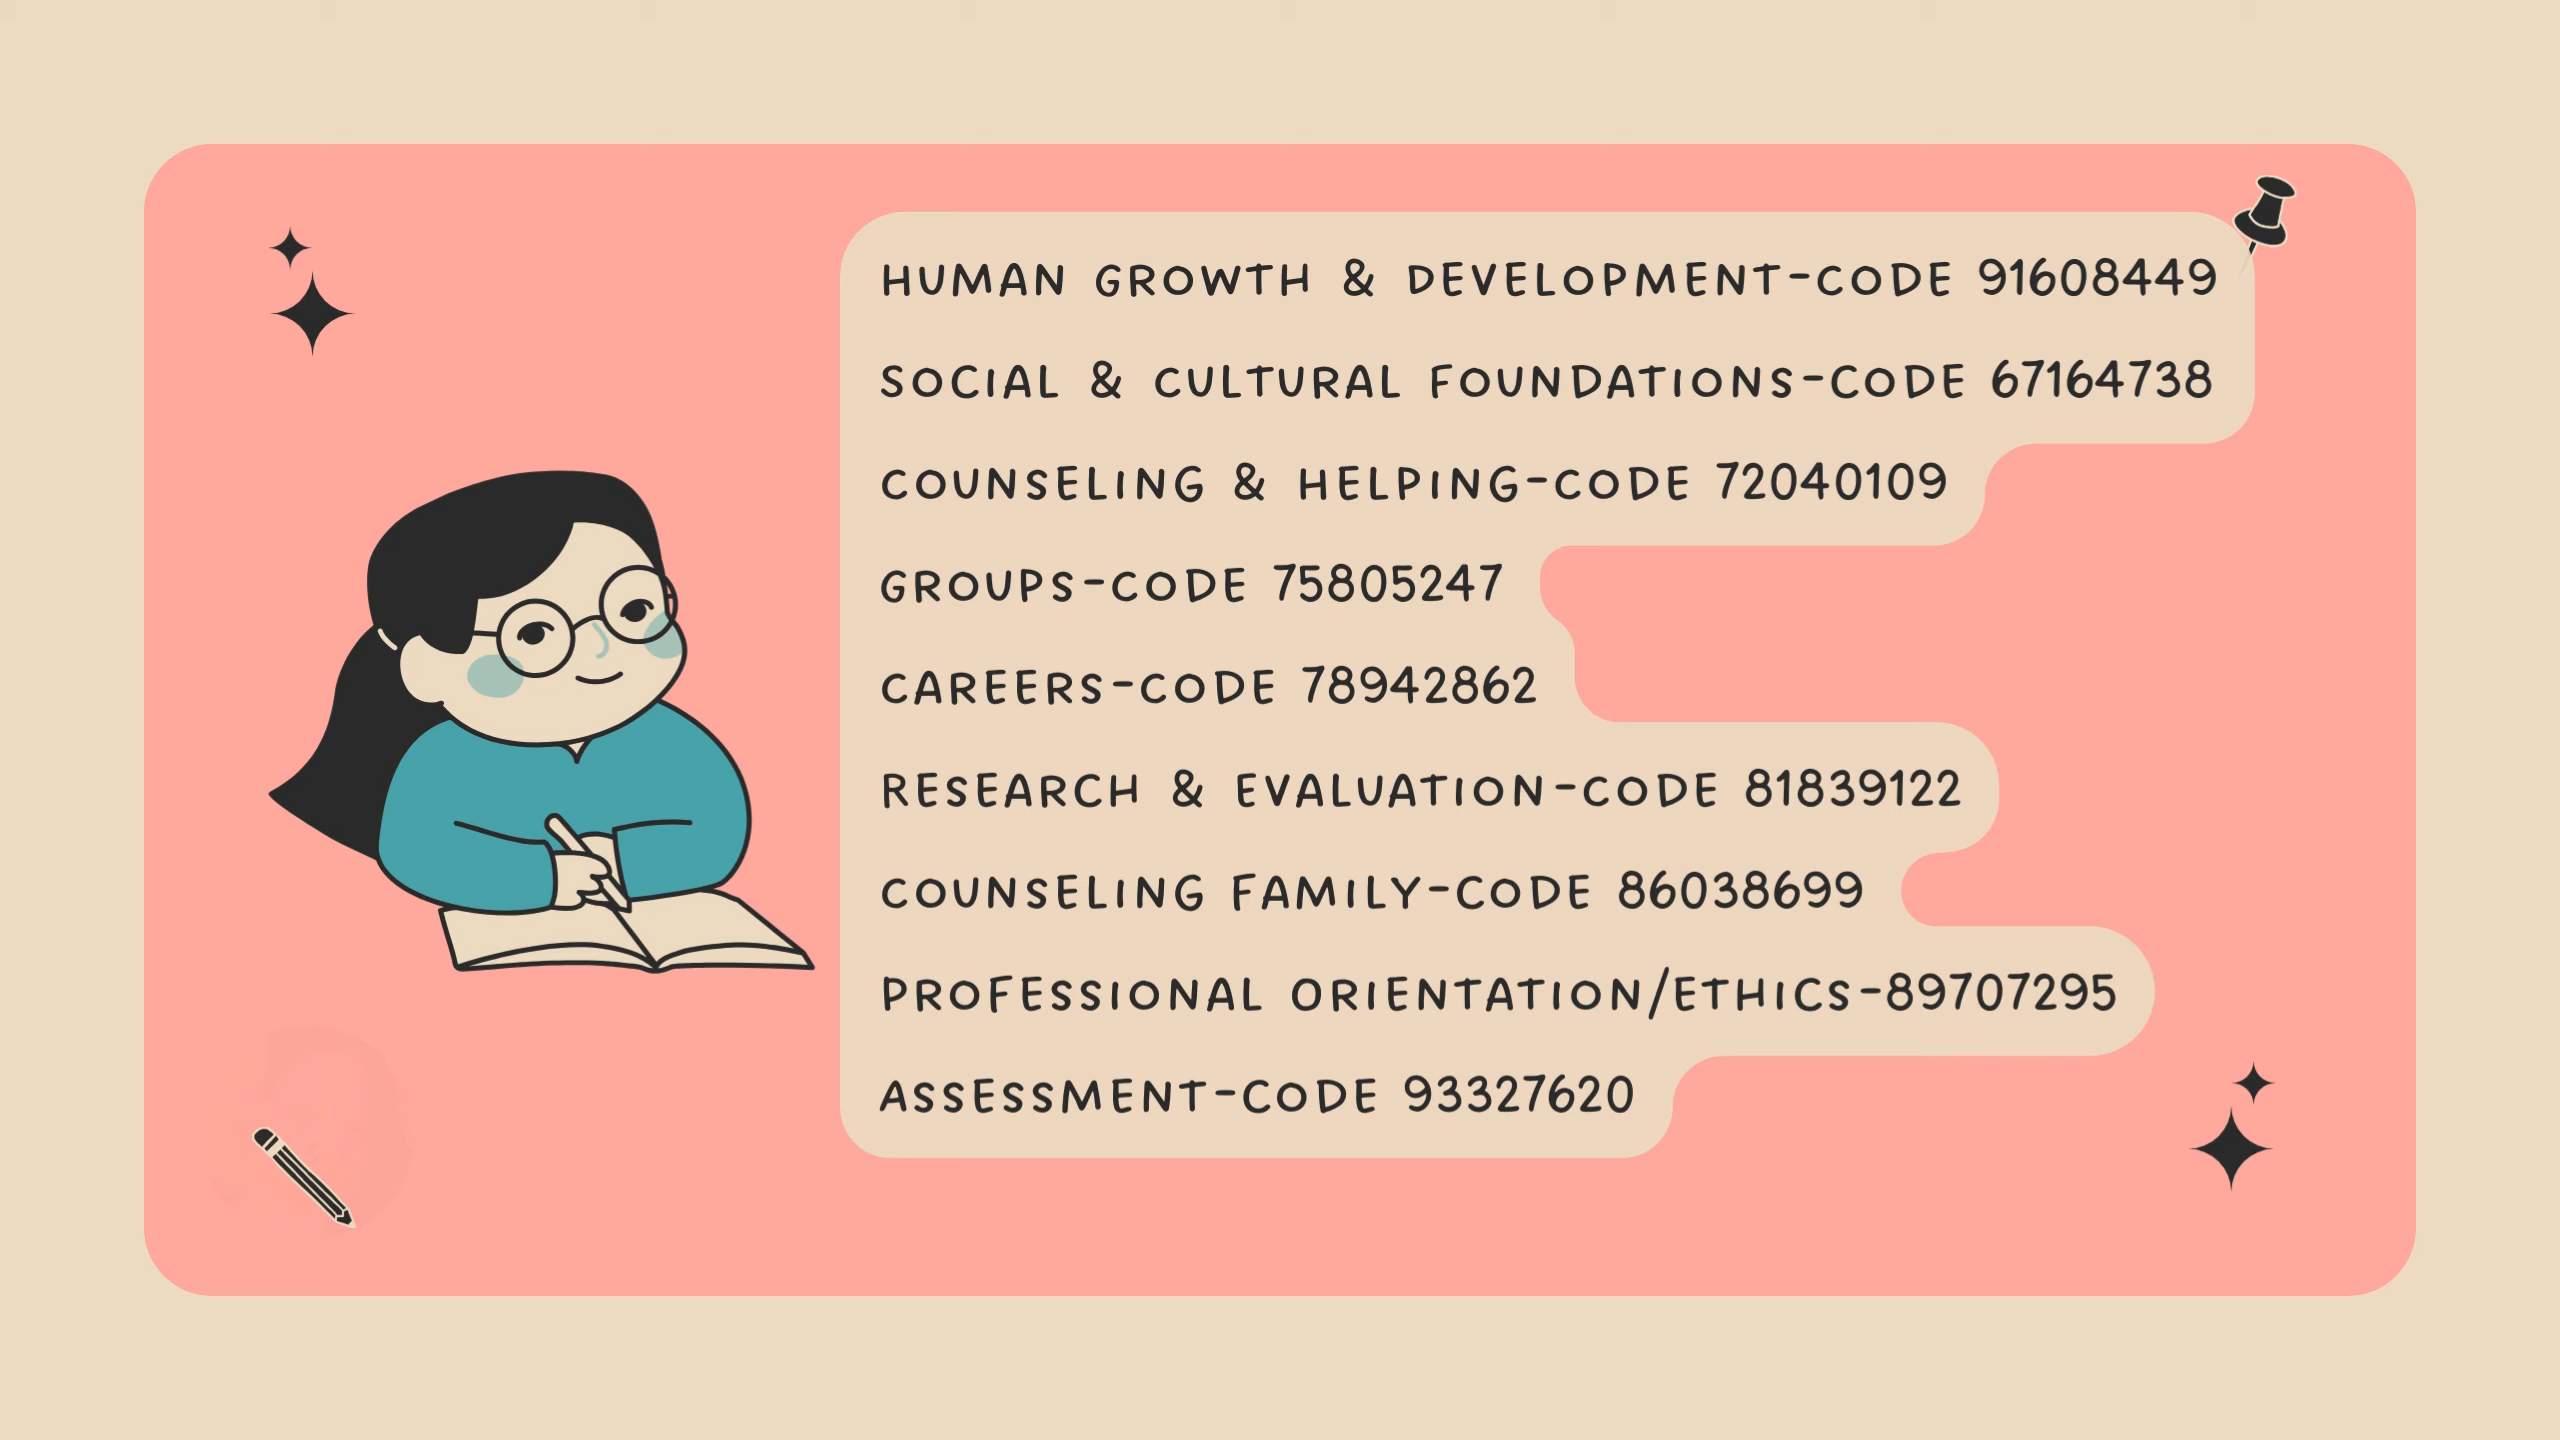 HUMAN GROWTH & DEVELOPMENT-CODE 91608449
SOCIAL & CULTURAL FOUNDATIONS-CODE 67164738
COUNSELING & HELPING-CODE 72040109
GROUPS-CODE 75805247
CAREERS-CODE 78942862
RESEARCH & EVALUATION-CODE 81839122
COUNSELING FAMILY-CODE 86038699
PROFESSIONAL ORIENTATION/ETHICS-89707295
ASSESSMENT-CODE 93327620